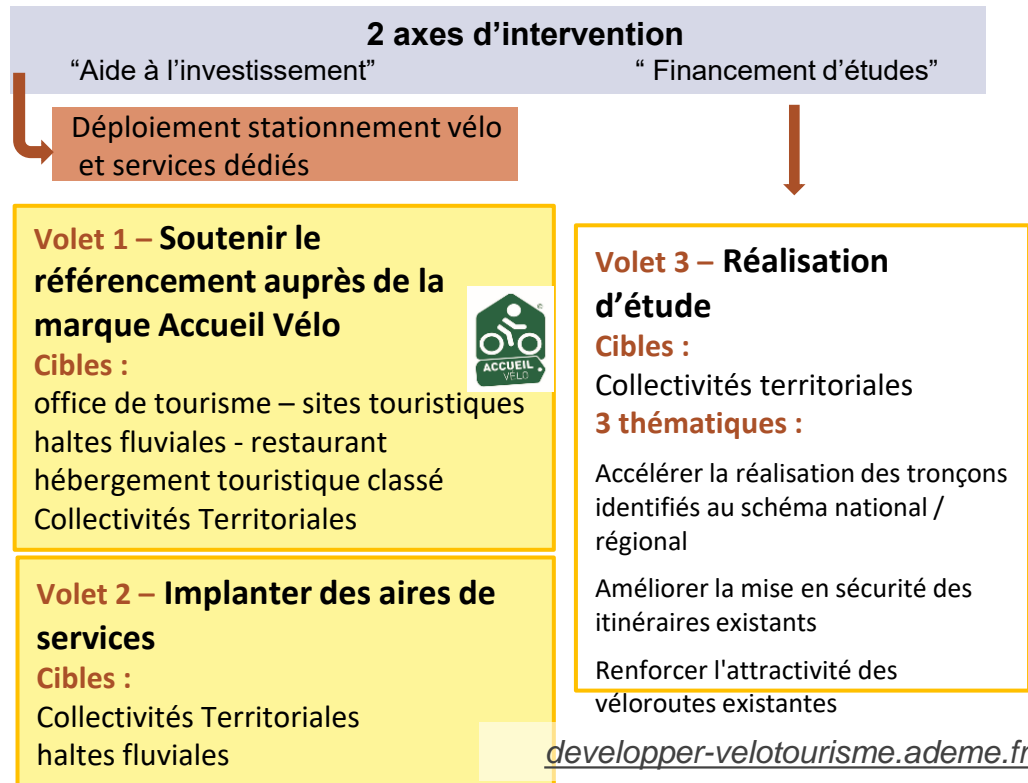 2 axes d’intervention
“Aide à l’investissement”
“ Financement d’études”
Déploiement stationnement vélo
et services dédiés
Volet 1 – Soutenir le
référencement auprès de la
marque Accueil Vélo
Cibles :
office de tourisme – sites touristiques
haltes fluviales - restaurant
hébergement touristique classé
Collectivités Territoriales
©
ACCUEIL
VÉLO
Volet 2 – Implanter des aires de
services
Cibles :
Collectivités Territoriales
haltes fluviales
Volet 3 – Réalisation
d’étude
Cibles :
Collectivités territoriales
3 thématiques :
Accélérer la réalisation des tronçons
identifiés au schéma national /
régional
Améliorer la mise en sécurité des
itinéraires existants
Renforcer l'attractivité des
véloroutes existantes
developper-velotourisme.ademe.fr